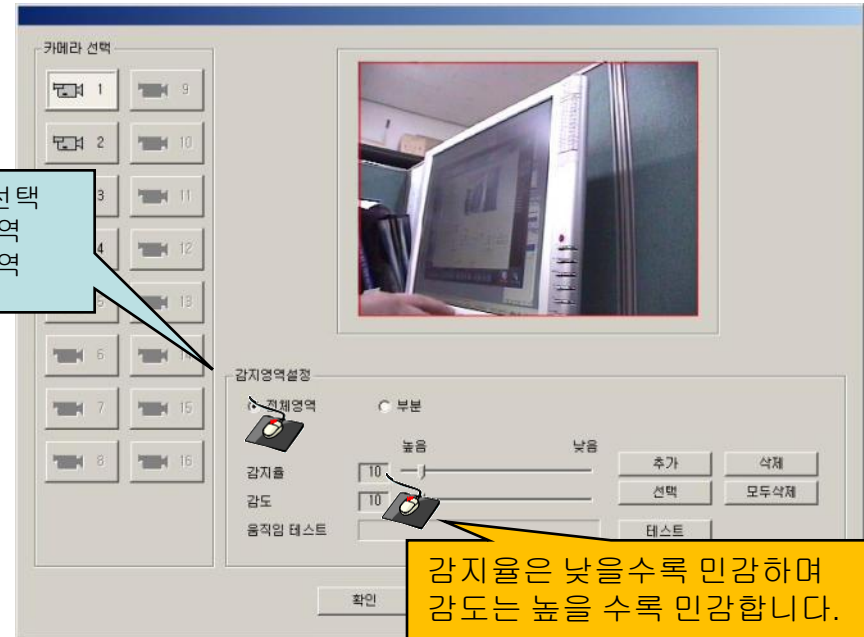 카메라 선택
1
9
2
10
3
11
4
12
5
13
6
14
7
15
8
16
선택
역
역
감지영역설정
전체영역 부분
높음 낮음
감지율 10 추가 삭제
감도 10 선택 모두삭제
움직임 테스트 테스트
감지율은 낮을수록 민감하며
감도는 높을 수록 민감합니다.
확인